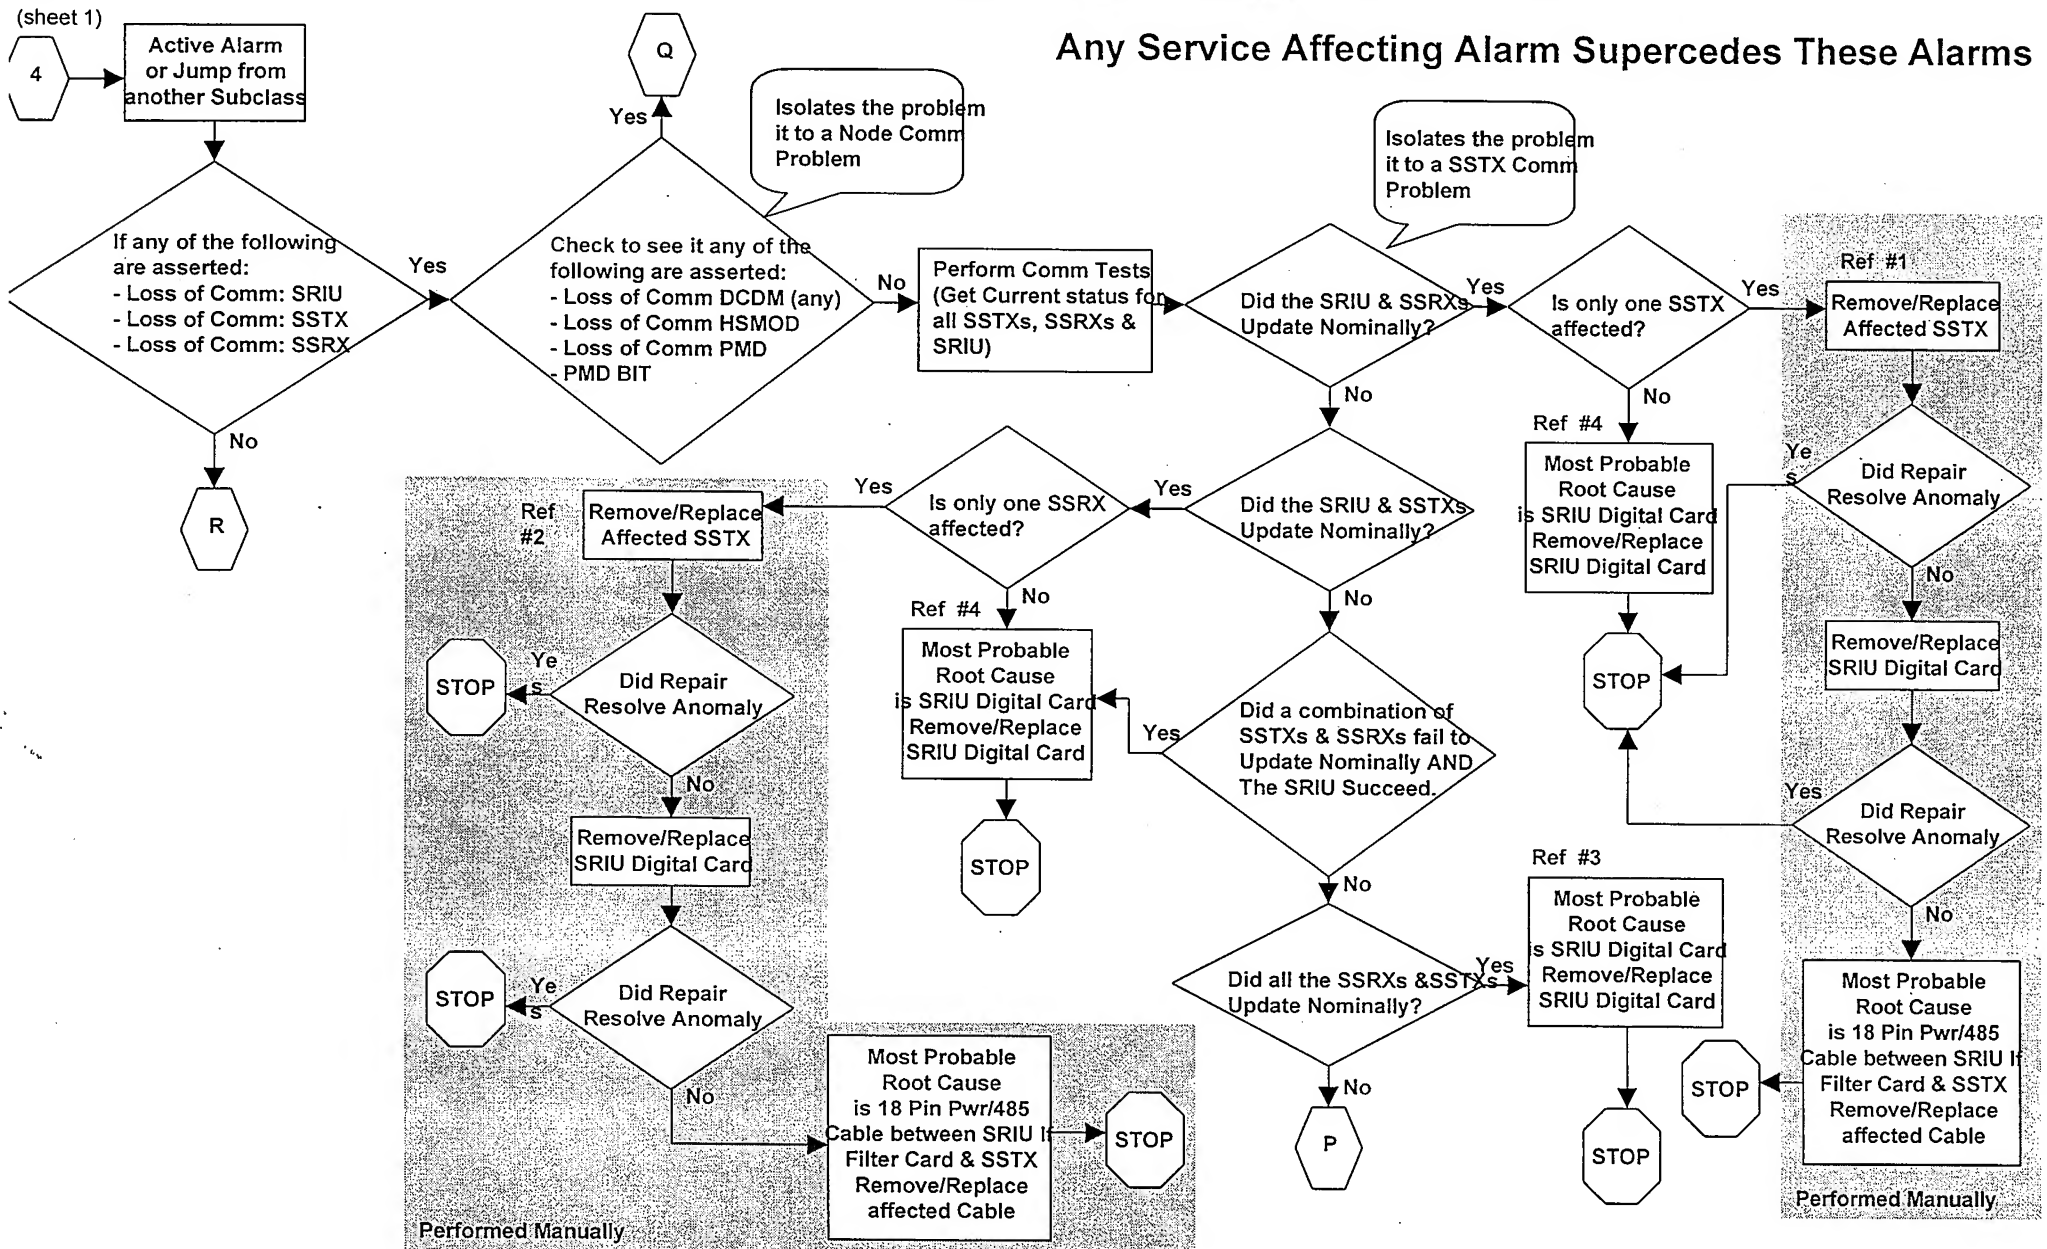 (sheet 1)
4
Active Alarm
or Jump from
another Subclass
Q
Any Service Affecting Alarm Supercedes These Alarms
Yes
Isolates the problem
it to a Node Comm
Problem
Isolates the problem
it to a SSTX Comm
Problem
If any of the following
are asserted:
- Loss of Comm: SRIU
- Loss of Comm: SSTX
- Loss of Comm: SSRX
Yes
No
R
Check to see it any of the
following are asserted:
- Loss of Comm DCDM (any)
- Loss of Comm HSMOD
- Loss of Comm PMD
- PMD BIT
No
Perform Comm Tests
(Get Current status for
all SSTXs, SSRXs &
SRIU)
Did the SRIU & SSRXs
Update Nominally?
Yes
No
Is only one SSTX
affected?
Yes
No
Ref #1
Remove/Replace
Affected SSTX
Ref #4
Most Probable
Root Cause
is SRIU Digital Card
Remove/Replace
SRIU Digital Card
STOP
Ye
s
Did Repair
Resolve Anomaly
No
Remove/Replace
SRIU Digital Card
Yes
Did Repair
Resolve Anomaly
No
Most Probable
Root Cause
is 18 Pin Pwr/485
Cable between SRIU If
Filter Card & SSTX
Remove/Replace
affected Cable
STOP
Performed Manually
Did the SRIU & SSTXs
Update Nominally?
Yes
No
Is only one SSRX
affected?
Yes
No
Ref #4
Most Probable
Root Cause
is SRIU Digital Card
Remove/Replace
SRIU Digital Card
STOP
Did a combination of
SSTXs & SSRXs fail to
Update Nominally AND
The SRIU Succeed.
Yes
No
Did all the SSRXs &SSTXs
Update Nominally?
Yes
No
P
Ref #3
Most Probable
Root Cause
is SRIU Digital Card
Remove/Replace
SRIU Digital Card
STOP
Ref
#2
Remove/Replace
Affected SSTX
Did Repair
Resolve Anomaly
Ye
s
STOP
No
Remove/Replace
SRIU Digital Card
Did Repair
Resolve Anomaly
Ye
s
STOP
No
Most Probable
Root Cause
is 18 Pin Pwr/485
Cable between SRIU If
Filter Card & SSTX
Remove/Replace
affected Cable
STOP
Performed Manually